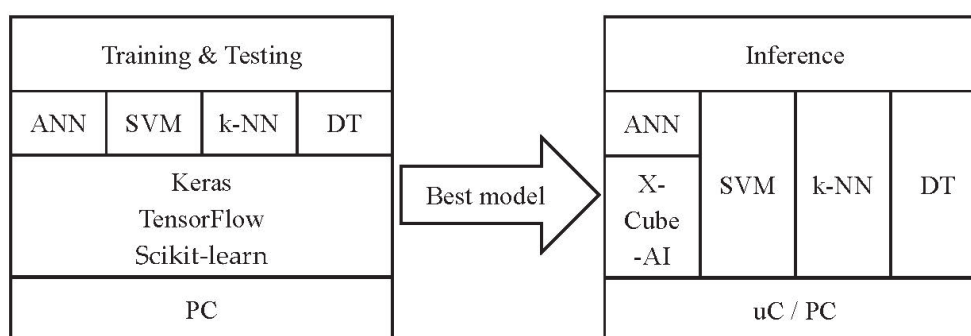 Training & Testing
ANN SVM k-NN DT
Keras
TensorFlow
Scikit-learn
PC
Best model
Inference
ANN
X-
Cube
-AI
SVM k-NN DT
uC / PC